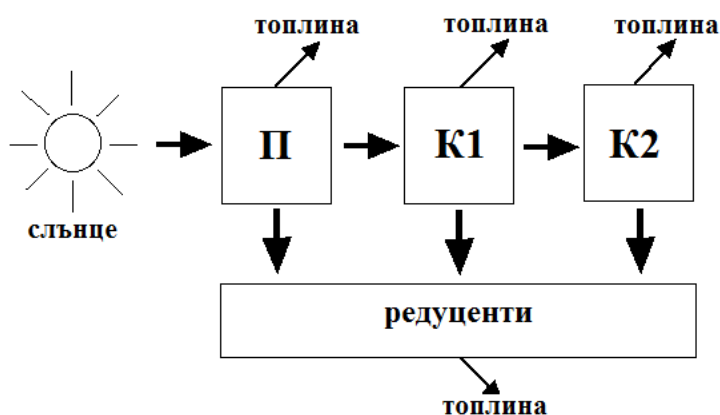 топлина
топлина
топлина
П
К1
К2
слънце
редуценти
топлина